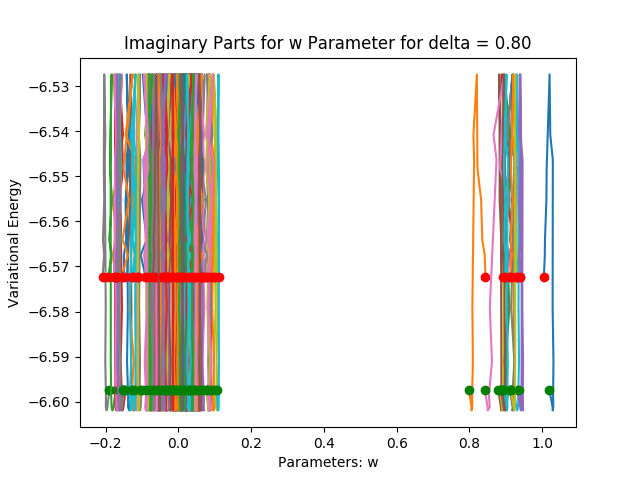 Imaginary Parts for w Parameter for delta = 0.80
Variational Energy
−6.53
−6.54
−6.55
−6.56
−6.57
−6.58
−6.59
−6.60
−0.2 0.0 0.2 0.4 0.6 0.8 1.0
Parameters: w